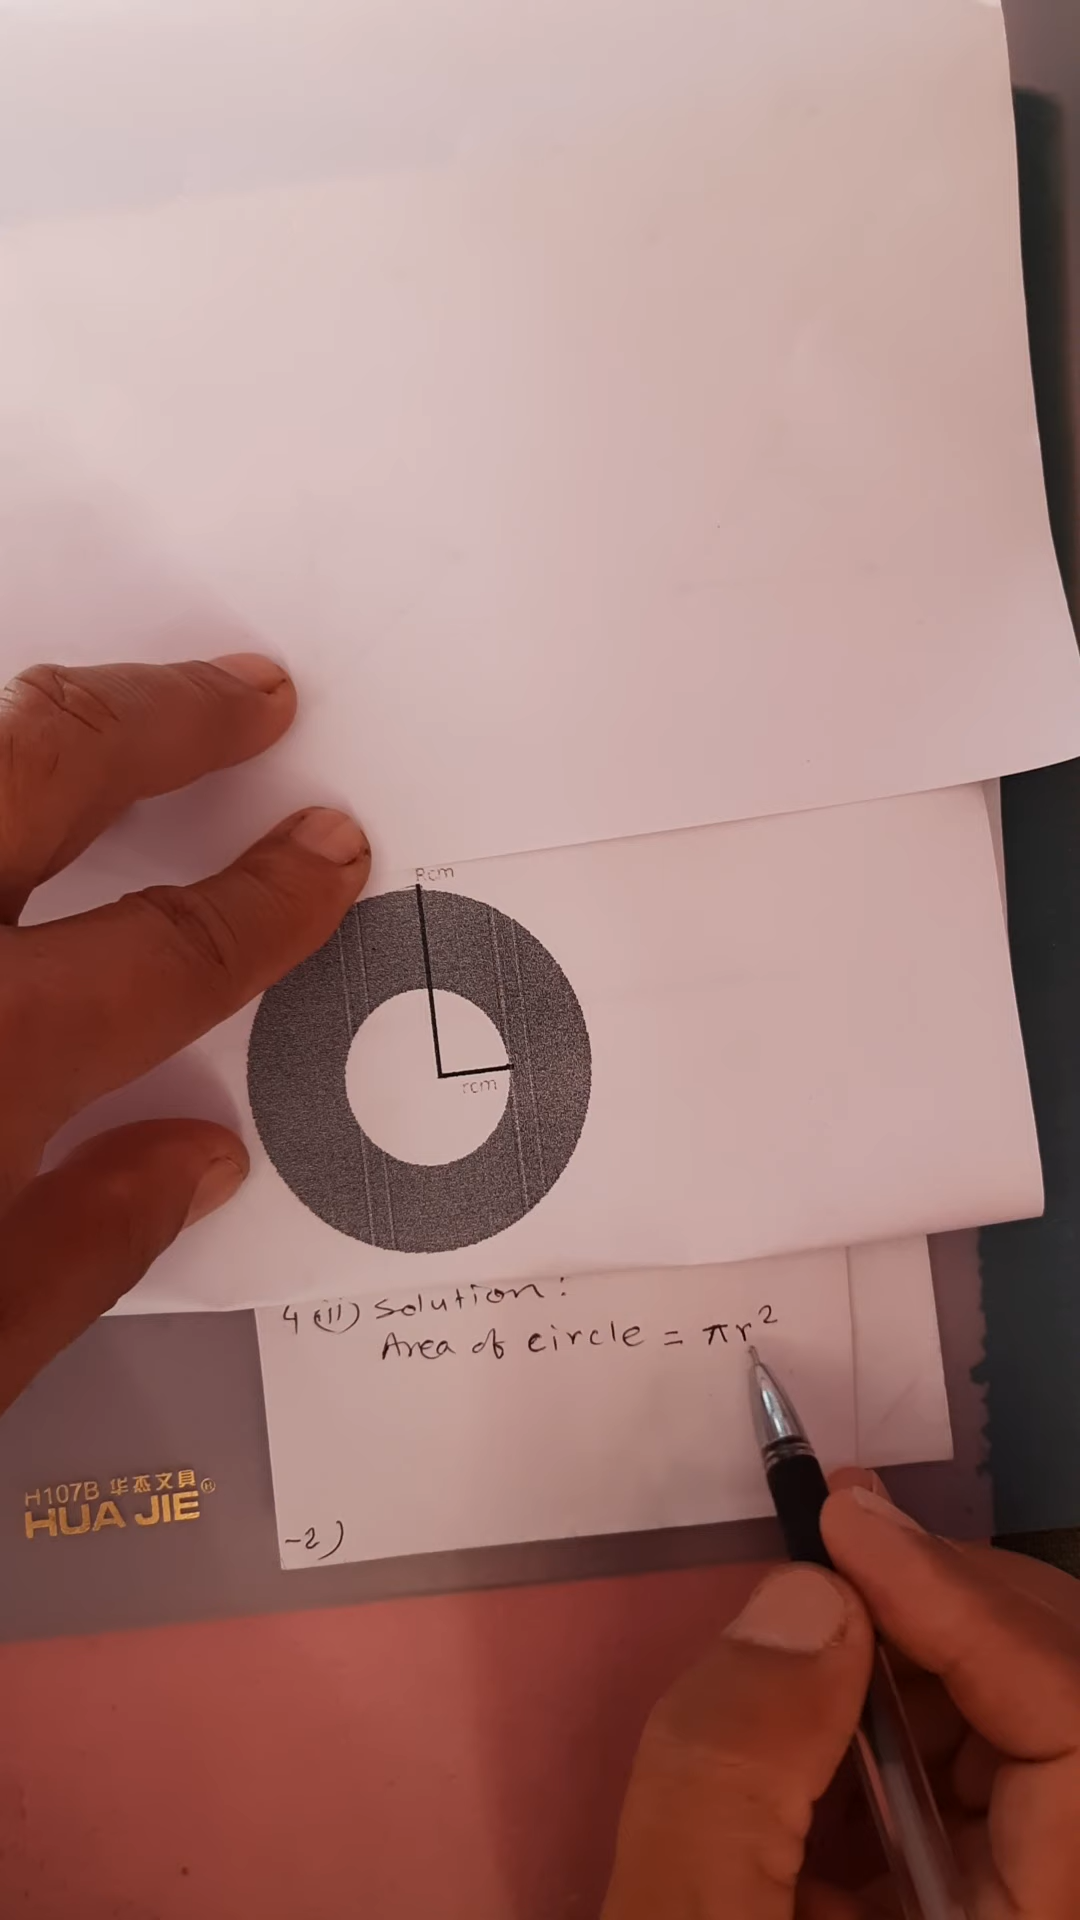 Rcm
rcm
4 (ii) Solution:
Area of circle = πr²
H107B 华杰文具®
HUA JIE
-2)